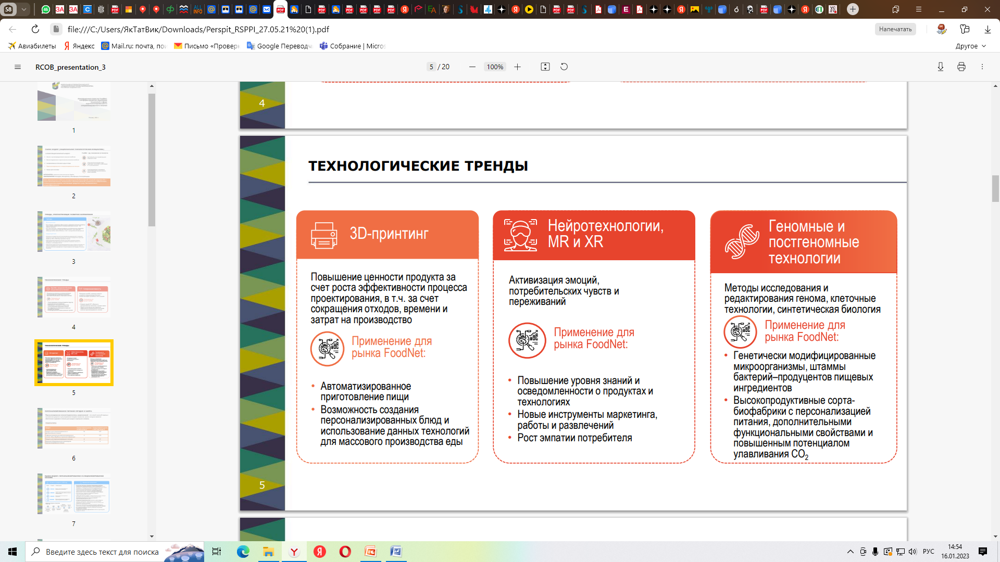 58
file:///C:/Users/ЯкТатВик/Downloads/Perspit_RSPPI_27.05.21%20(1).pdf
Напечатать
Авиабилеты
Яндекс
Mail.ru: почта, пои
Письмо «Проверк
Google Переводч
Собрание | Micros
Другое
RCOB_presentation_3
5 / 20
100%
1
2
3
4
5
6
7
4
ТЕХНОЛОГИЧЕСКИЕ ТРЕНДЫ
3D-принтинг
Повышение ценности продукта за
счет роста эффективности процесса
проектирования, в т.ч. за счет
сокращения отходов, времени и
затрат на производство
Применение для
рынка FoodNet:
• Автоматизированное
приготовление пищи
• Возможность создания
персонализированных блюд и
использование данных технологий
для массового производства еды
Нейротехнологии,
MR и XR
Активизация эмоций,
потребительских чувств и
переживаний
Применение для
рынка FoodNet:
• Повышение уровня знаний и
осведомленности о продуктах и
технологиях
• Новые инструменты маркетинга,
работы и развлечений
• Рост эмпатии потребителя
Геномные и
постгеномные
технологии
Методы исследования и
редактирования генома, клеточные
технологии, синтетическая биология
Применение для
рынка FoodNet:
• Генетически модифицированные
микроорганизмы, штаммы
бактерий–продуцентов пищевых
ингредиентов
• Высокопродуктивные сорта-
биофабрики с персонализацией
питания, дополнительными
функциональными свойствами и
повышенным потенциалом
улавливания CO2
5
Введите здесь текст для поиска
РУС
14:54
16.01.2023